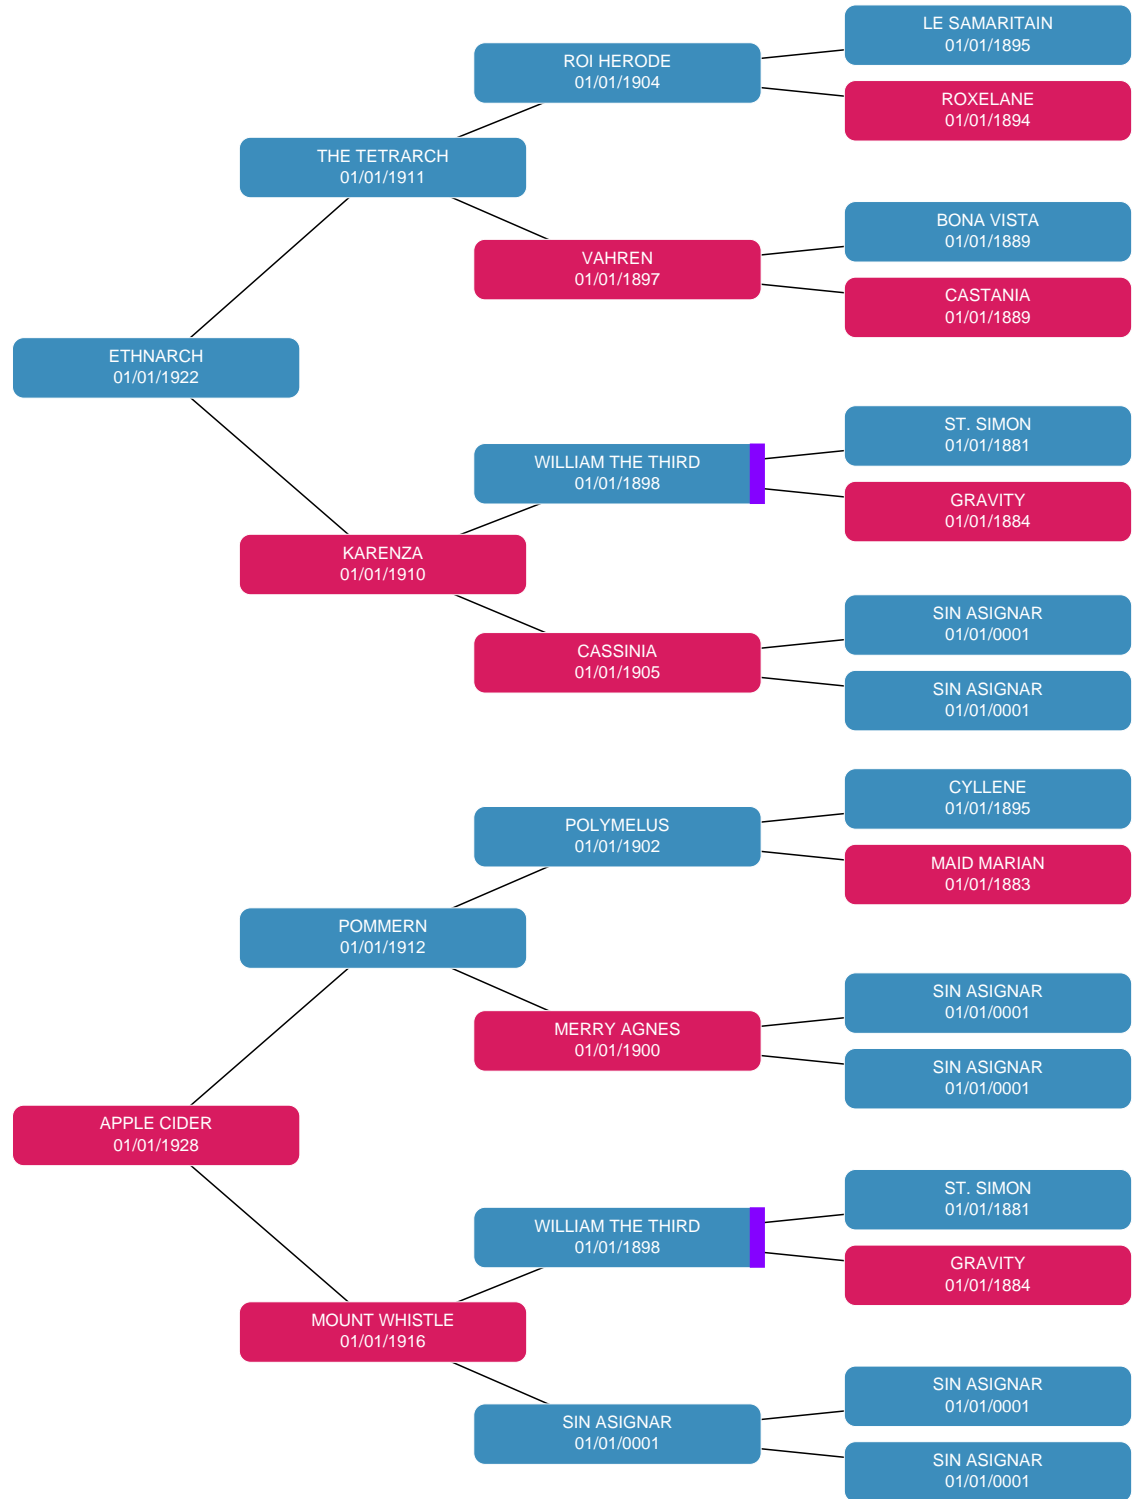 LE SAMARITAIN
01/01/1895
ROI HERODE
01/01/1904
ROXELANE
01/01/1894
THE TETRARCH
01/01/1911
BONA VISTA
01/01/1889
VAHREN
01/01/1897
CASTANIA
01/01/1889
ETHNARCH
01/01/1922
ST. SIMON
01/01/1881
WILLIAM THE THIRD
01/01/1898
GRAVITY
01/01/1884
KARENZA
01/01/1910
SIN ASIGNAR
01/01/0001
CASSINIA
01/01/1905
SIN ASIGNAR
01/01/0001
CYLLENE
01/01/1895
POLYMELUS
01/01/1902
MAID MARIAN
01/01/1883
POMMERN
01/01/1912
SIN ASIGNAR
01/01/0001
MERRY AGNES
01/01/1900
SIN ASIGNAR
01/01/0001
APPLE CIDER
01/01/1928
ST. SIMON
01/01/1881
WILLIAM THE THIRD
01/01/1898
GRAVITY
01/01/1884
MOUNT WHISTLE
01/01/1916
SIN ASIGNAR
01/01/0001
SIN ASIGNAR
01/01/0001
SIN ASIGNAR
01/01/0001